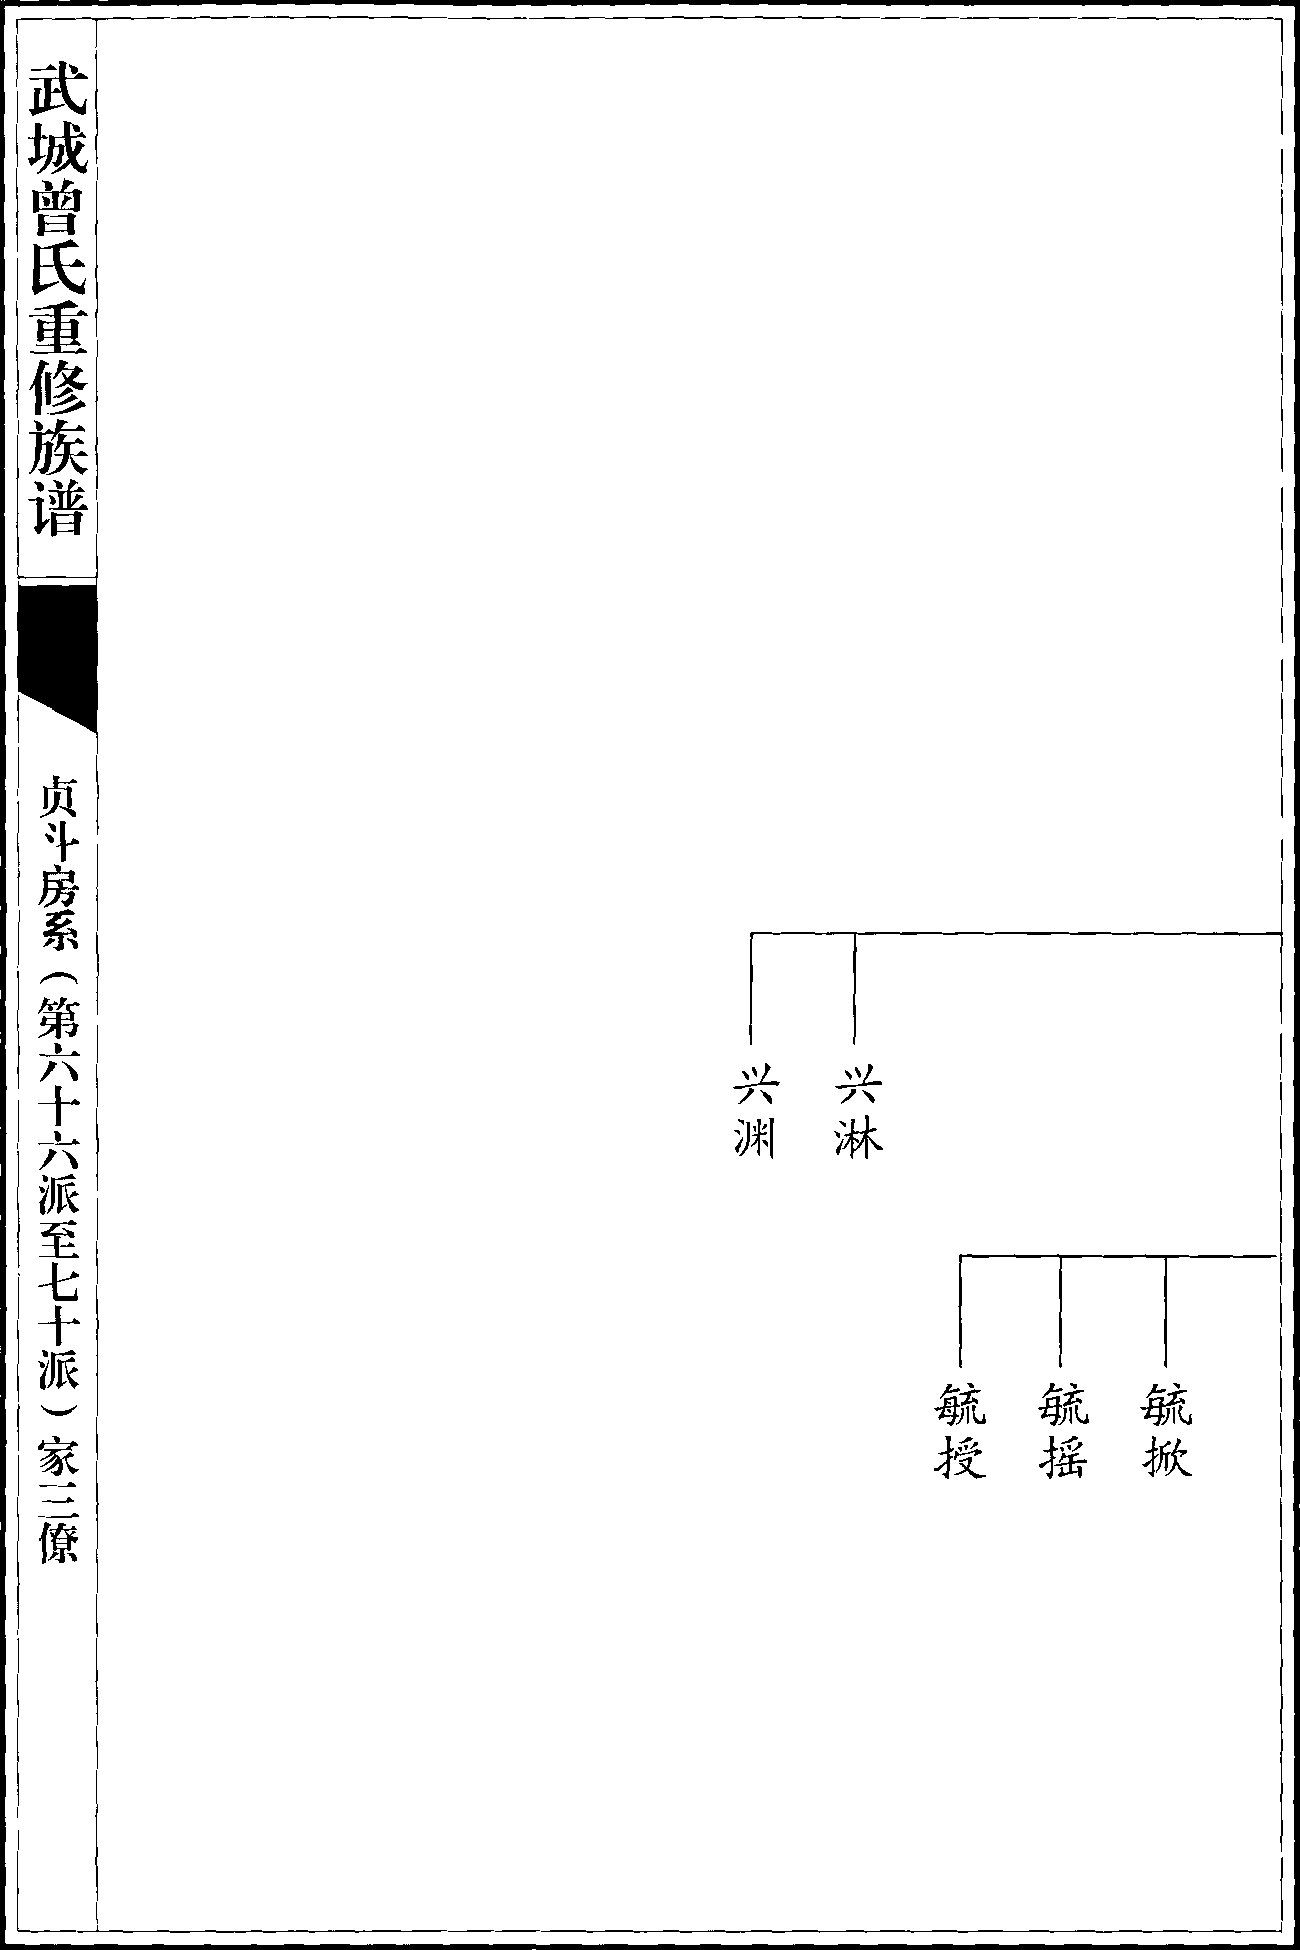 武城曾氏重修族谱
贞斗房系（第六十六派至七十派）家三僚
兴淋
兴渊
毓掀
毓摇
毓授